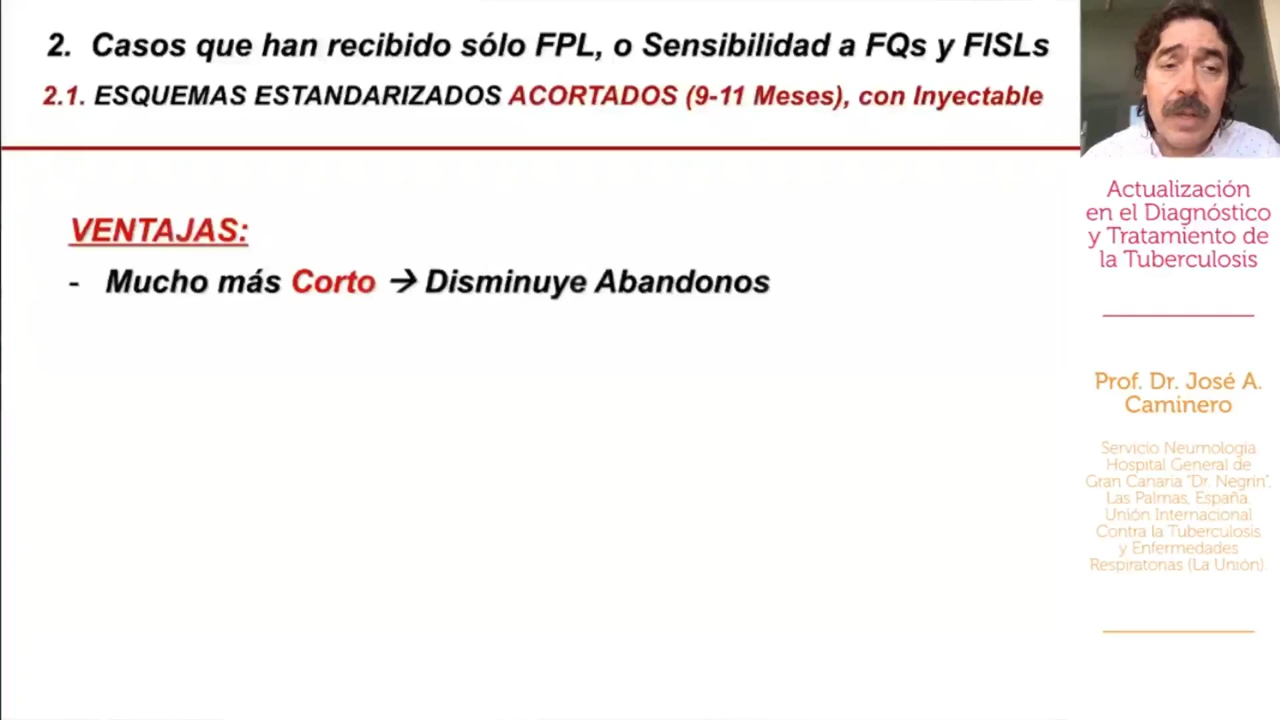 2. Casos que han recibido sólo FPL, o Sensibilidad a FQs y FISLs
2.1. ESQUEMAS ESTANDARIZADOS ACORTADOS (9-11 Meses), con Inyectable
VENTAJAS:
- Mucho más Corto → Disminuye Abandonos
Actualización
en el Diagnóstico
y Tratamiento de
la Tuberculosis
Prof. Dr. José A.
Caminero
Servicio Neumología
Hospital General de
Gran Canaria "Dr. Negrín".
Las Palmas, España.
Unión Internacional
Contra la Tuberculosis
y Enfermedades
Respiratorias (La Unión).